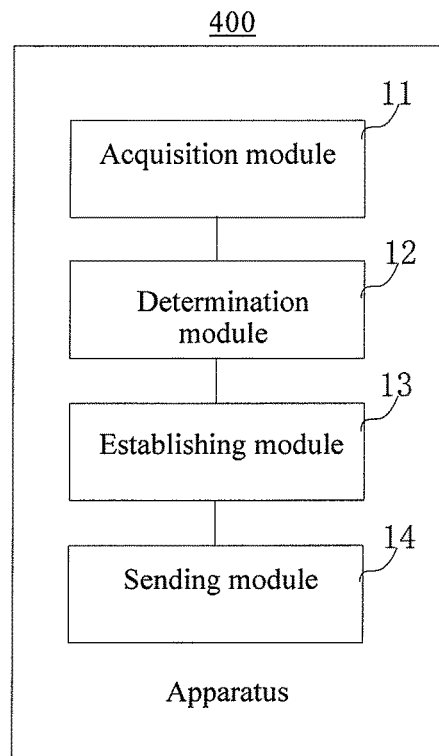 400
11
Acquisition module
12
Determination
module
13
Establishing module
14
Sending module
Apparatus